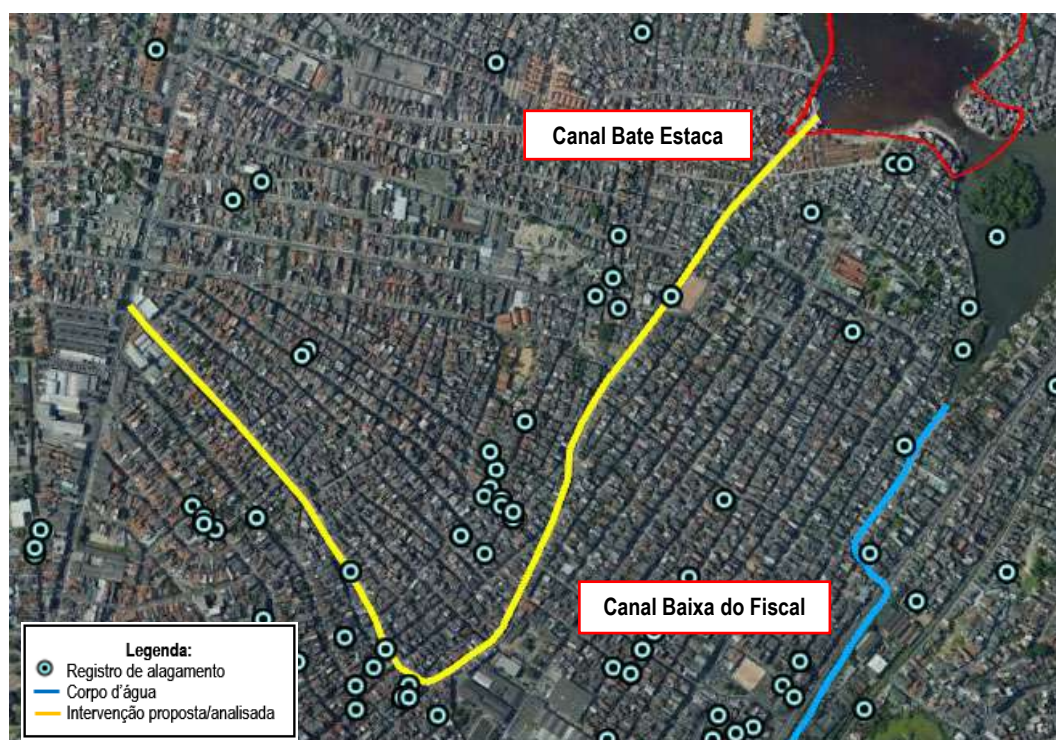 Canal Bate Estaca
Canal Baixa do Fiscal
Legenda:
Registro de alagamento
Corpo d'água
Intervenção proposta/analisada